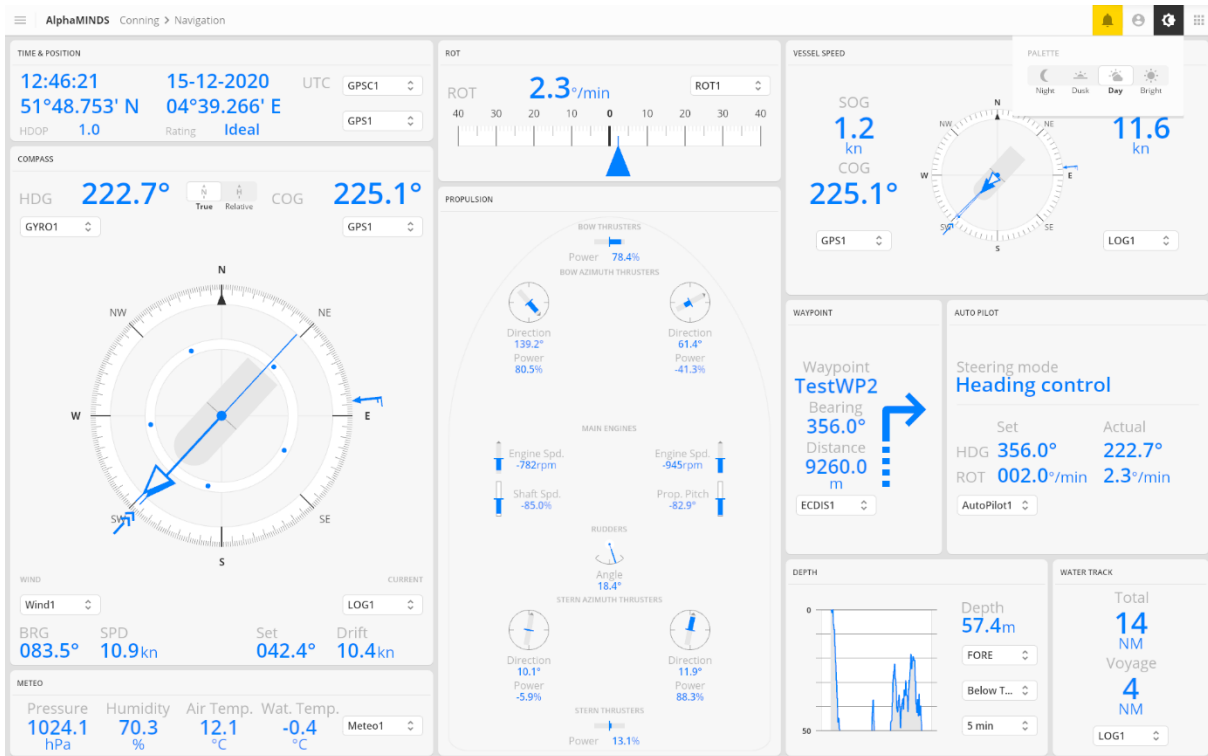 AlphaMINDS Conning > Navigation
TIME & POSITION
12:46:21 15-12-2020 UTC GPSC1
51°48.753' N 04°39.266' E
HDOP 1.0 Rating Ideal GPS1
COMPASS
HDG 222.7° True Relative COG 225.1°
GYRO1 GPS1
N
NW NE
W E
SW SE
S
WIND CURRENT
Wind1 LOG1
BRG SPD Set Drift
083.5° 10.9 kn 042.4° 10.4 kn
METEO
Pressure Humidity Air Temp. Wat. Temp.
1024.1 70.3 12.1 -0.4 Meteo1
hPa % °C °C
ROT
ROT 2.3°/min ROT1
40 30 20 10 0 10 20 30 40
PROPULSION
BOW THRUSTERS
Power 78.4%
BOW AZIMUTH THRUSTERS
Direction Direction
139.2° 61.4°
Power Power
80.5% -41.3%
MAIN ENGINES
Engine Spd. Engine Spd.
-782rpm -945rpm
Shaft Spd. Prop. Pitch
-85.0% -82.9°
RUDDERS
Angle
18.4°
STERN AZIMUTH THRUSTERS
Direction Direction
10.1° 11.9°
Power Power
-5.9% 88.3%
STERN THRUSTERS
Power 13.1%
VESSEL SPEED
PALETTE
Night Dusk Day Bright
SOG
1.2 11.6
kn kn
COG
225.1°
N
NW NE
W E
SW SE
S
GPS1 LOG1
WAYPOINT
Waypoint
TestWP2
Bearing
356.0°
Distance
9260.0
m
ECDIS1
AUTO PILOT
Steering mode
Heading control
Set Actual
HDG 356.0° 222.7°
ROT 002.0°/min 2.3°/min
AutoPilot1
DEPTH
0
50
Depth
57.4m
FORE
Below T...
5 min
WATER TRACK
Total
14
NM
Voyage
4
NM
LOG1